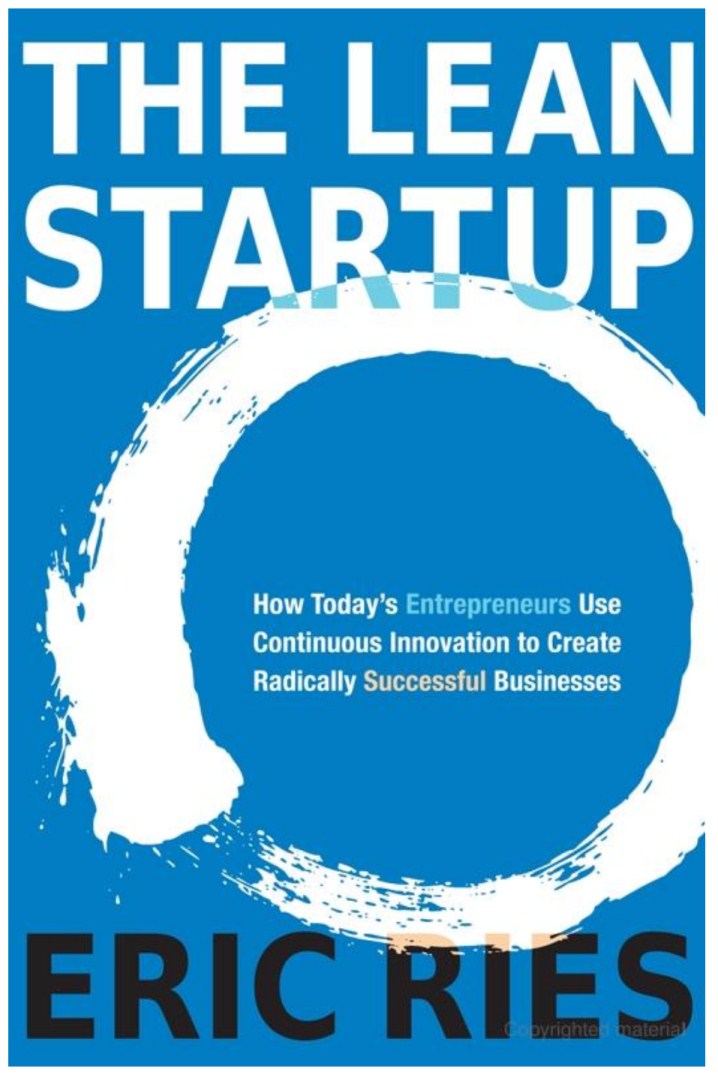 THE LEAN
STARTUP
How Today's Entrepreneurs Use
Continuous Innovation to Create
Radically Successful Businesses
ERIC RIES
Copyrighted material